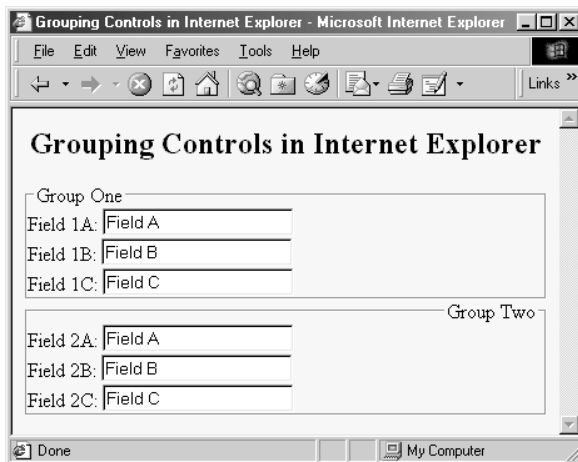 Grouping Controls in Internet Explorer - Microsoft Internet Explorer
File Edit View Favorites Tools Help
Links »
Grouping Controls in Internet Explorer
Group One
Field 1A: Field A
Field 1B: Field B
Field 1C: Field C
Group Two
Field 2A: Field A
Field 2B: Field B
Field 2C: Field C
Done My Computer